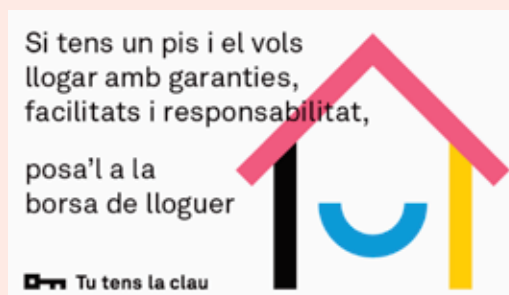 Si tens un pis i el vols
llogar amb garanties,
facilitats i responsabilitat,
posa'l a la
borsa de lloguer
Tu tens la clau